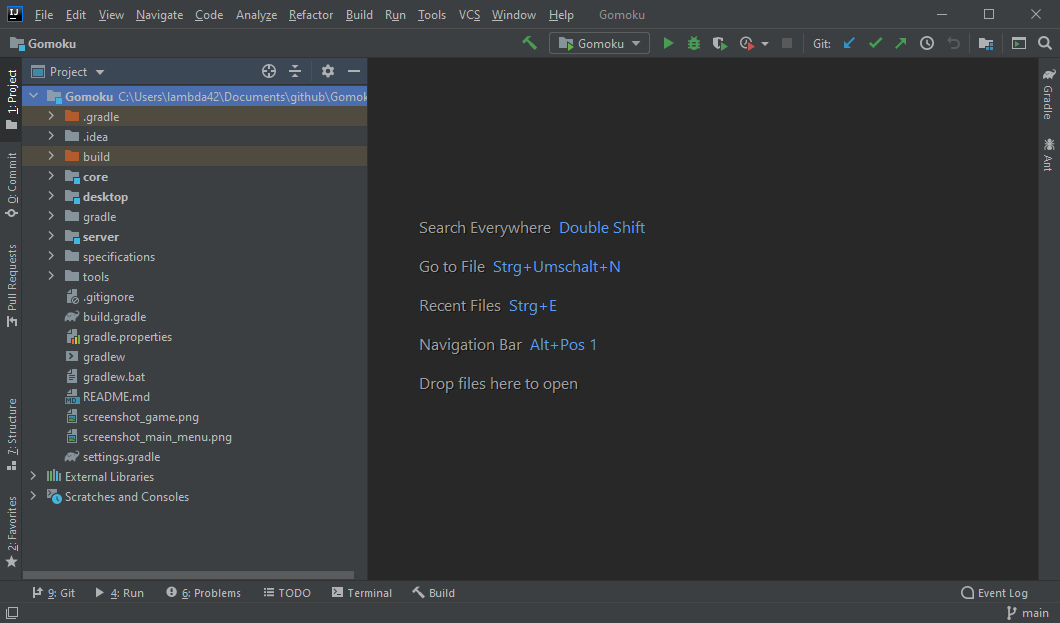 IJ File Edit View Navigate Code Analyze Refactor Build Run Tools VCS Window Help Gomoku
Gomoku
Gomoku
Git:
Project
Gomoku C:\Users\lambda42\Documents\github\Gomok
.gradle
.idea
build
core
desktop
gradle
server
specifications
tools
.gitignore
build.gradle
gradle.properties
gradlew
gradlew.bat
README.md
screenshot_game.png
screenshot_main_menu.png
settings.gradle
External Libraries
Scratches and Consoles
1: Project
0: Commit
Pull Requests
7: Structure
2: Favorites
Search Everywhere Double Shift
Go to File Strg+Umschalt+N
Recent Files Strg+E
Navigation Bar Alt+Pos 1
Drop files here to open
Gradle
Ant
9: Git 4: Run 6: Problems TODO Terminal Build Event Log
main